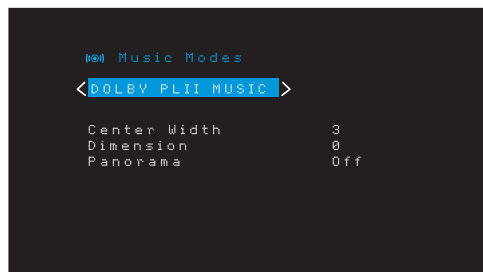 Music Modes
DOLBY PLII MUSIC
Center Width 3
Dimension 0
Panorama Off